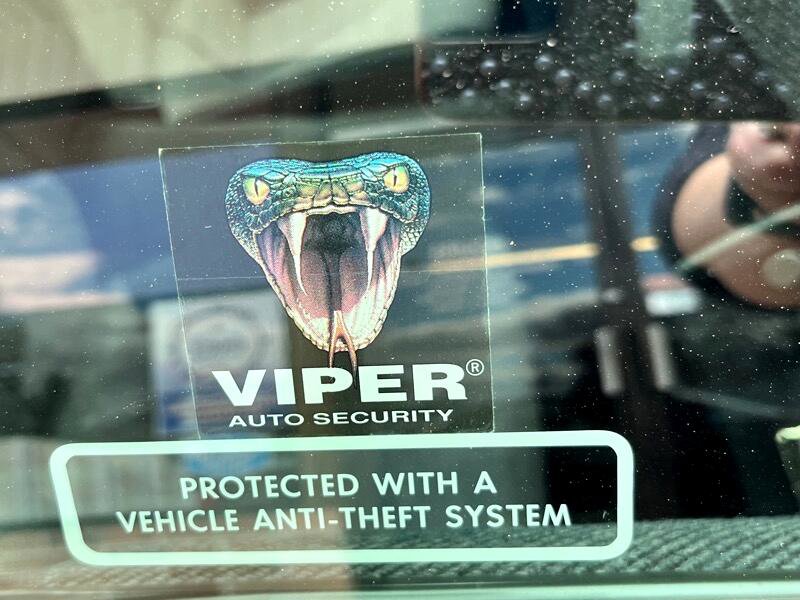 VIPER®
AUTO SECURITY
PROTECTED WITH A
VEHICLE ANTI-THEFT SYSTEM